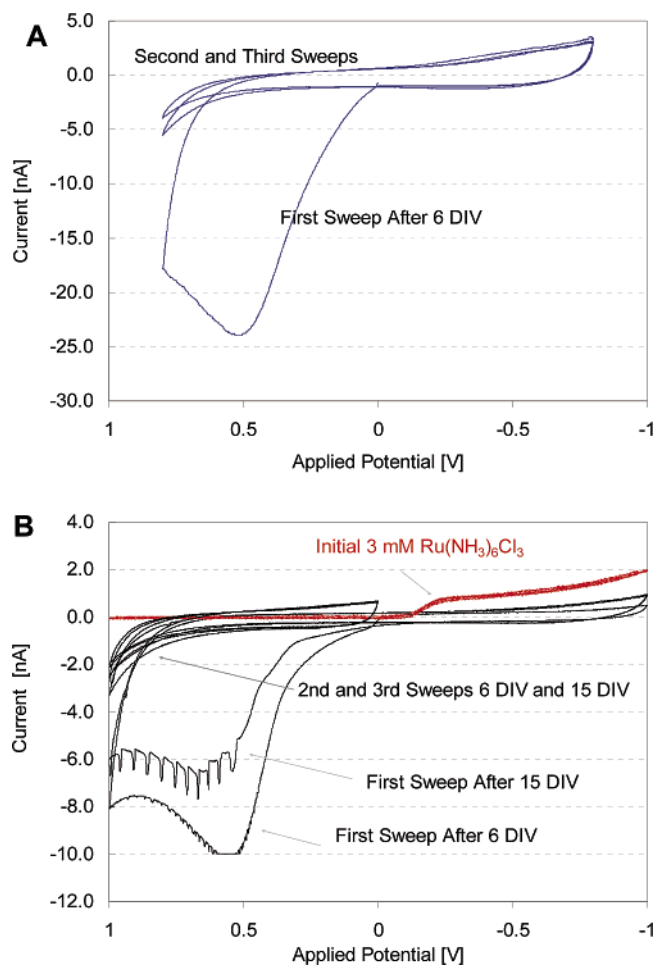 A
5.0
0.0
-5.0
-10.0
-15.0
-20.0
-25.0
-30.0
Current [nA]
Second and Third Sweeps
First Sweep After 6 DIV
1
0.5
0
-0.5
-1
Applied Potential [V]
B
4.0
2.0
0.0
-2.0
-4.0
-6.0
-8.0
-10.0
-12.0
Current [nA]
Initial 3 mM Ru(NH₃)₆Cl₃
2nd and 3rd Sweeps 6 DIV and 15 DIV
First Sweep After 15 DIV
First Sweep After 6 DIV
1
0.5
0
-0.5
-1
Applied Potential [V]